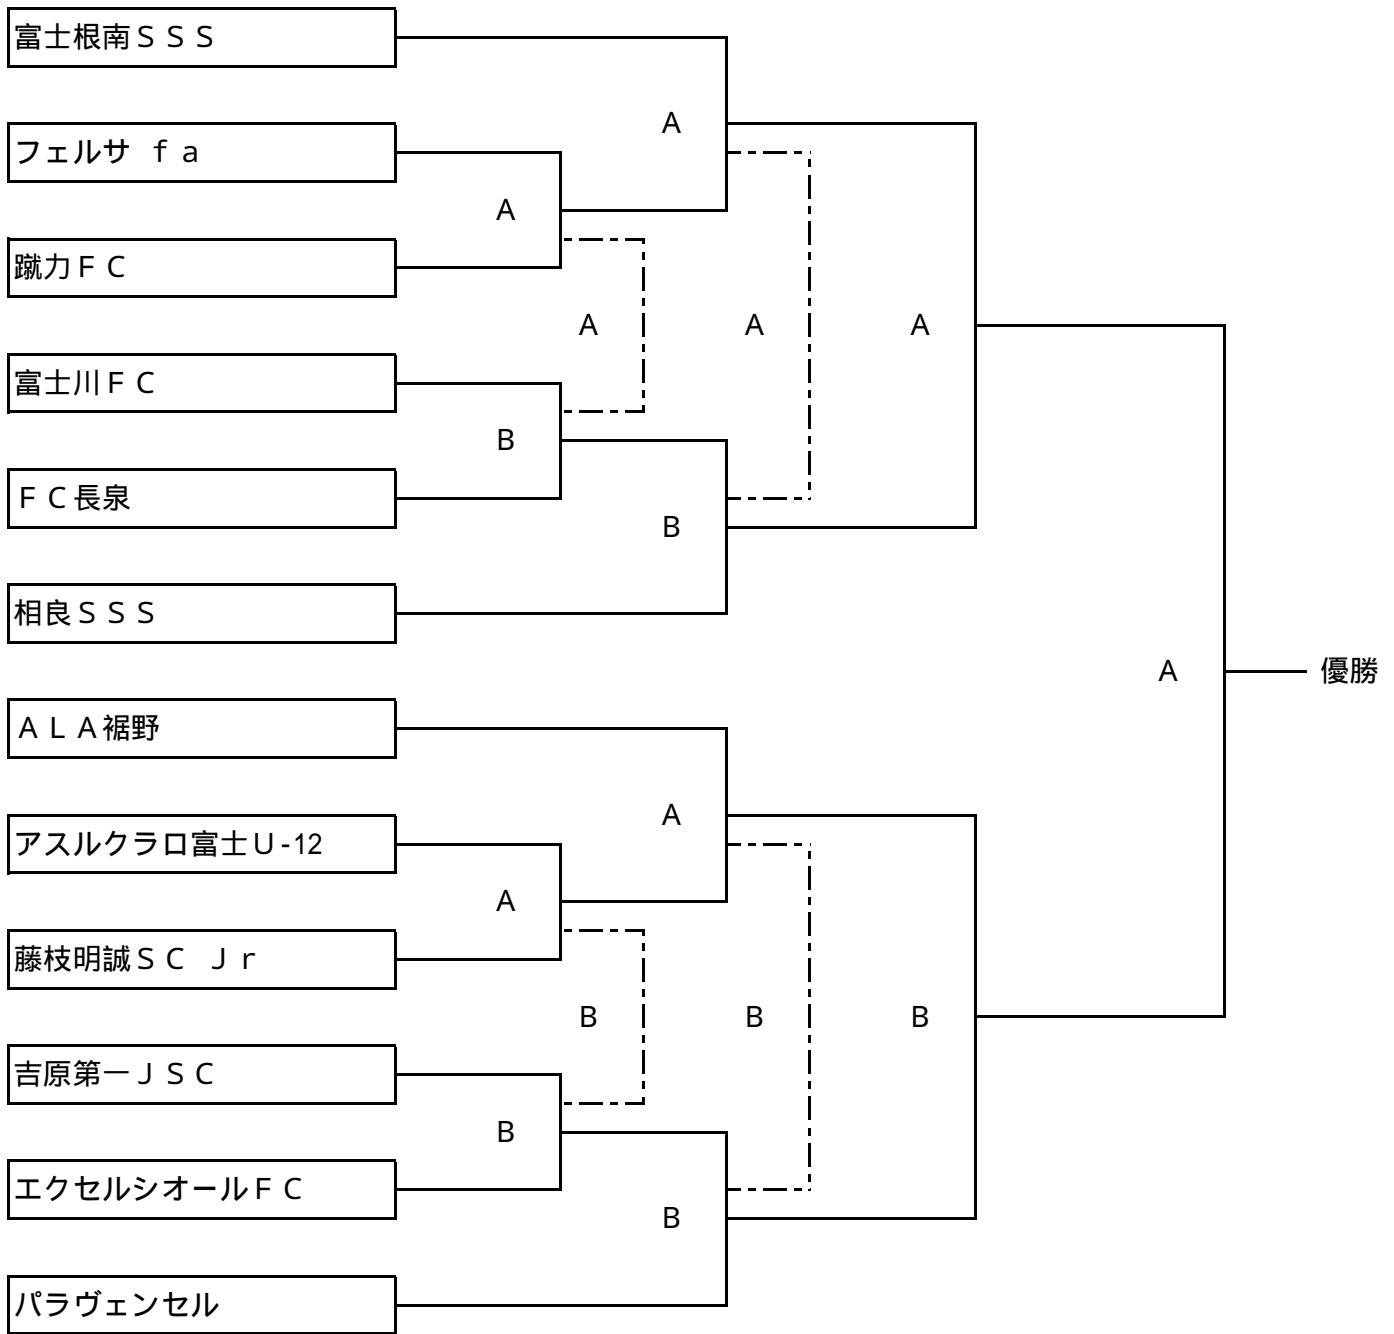 富士根南ＳＳＳ
A
フェルサ ｆａ
A
蹴力ＦＣ
A A A
富士川ＦＣ
B
ＦＣ長泉
B
相良ＳＳＳ
A 優勝
ＡＬＡ裾野
A
アスルクラロ富士Ｕ-12
A
藤枝明誠ＳＣ Ｊｒ
B B B
吉原第一ＪＳＣ
B
エクセルシオールＦＣ
B
パラヴェンセル